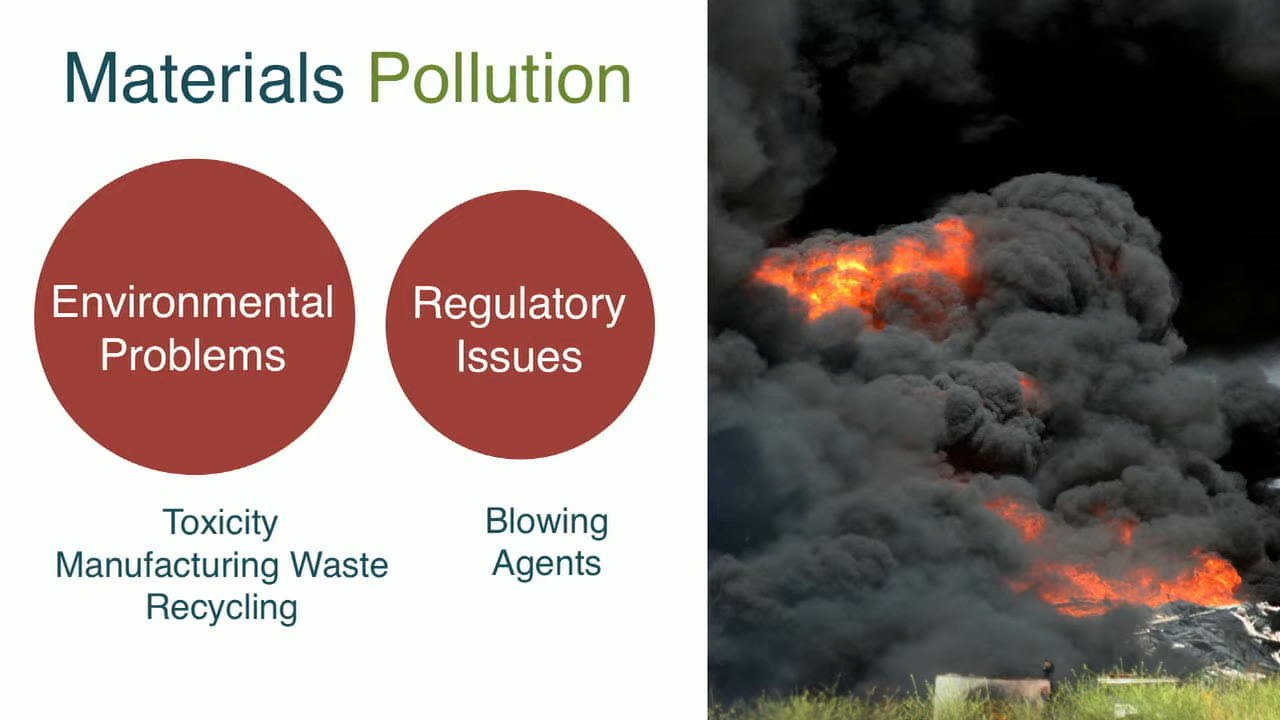 Materials Pollution
Environmental
Problems
Regulatory
Issues
Toxicity
Manufacturing Waste
Recycling
Blowing
Agents